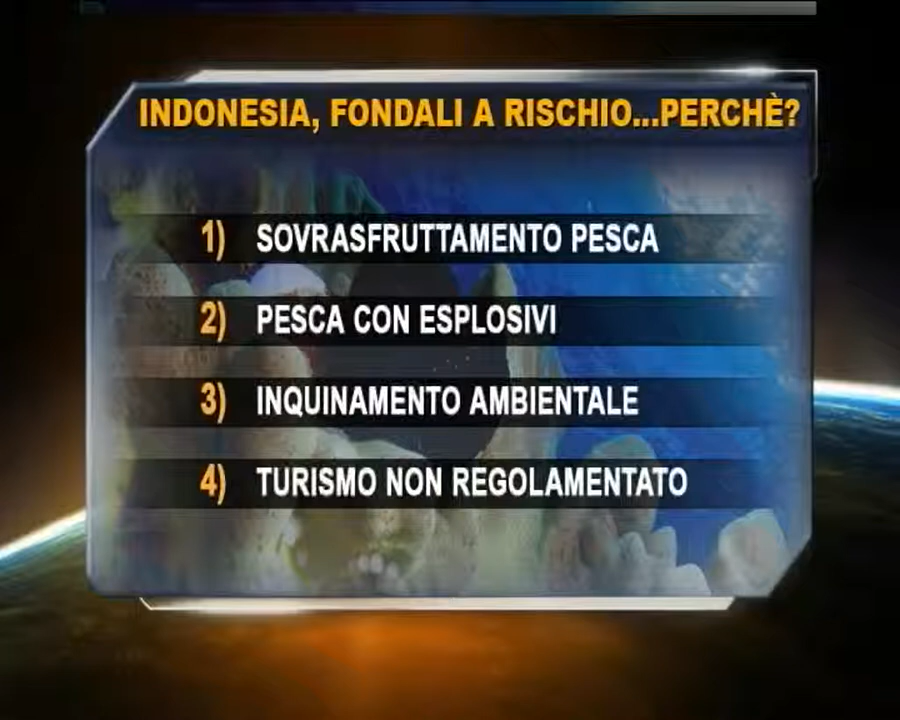 INDONESIA, FONDALI A RISCHIO...PERCHÈ?
1) SOVRASFRUTTAMENTO PESCA
2) PESCA CON ESPLOSIVI
3) INQUINAMENTO AMBIENTALE
4) TURISMO NON REGOLAMENTATO